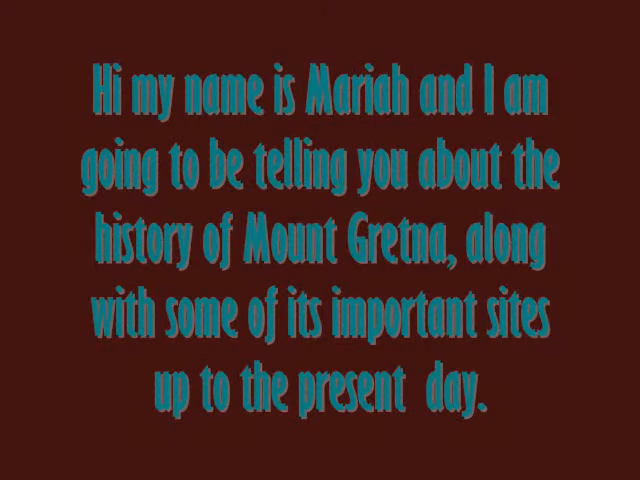 Hi my name is Mariah and I am
going to be telling you about the
history of Mount Gretna, along
with some of its important sites
up to the present day.